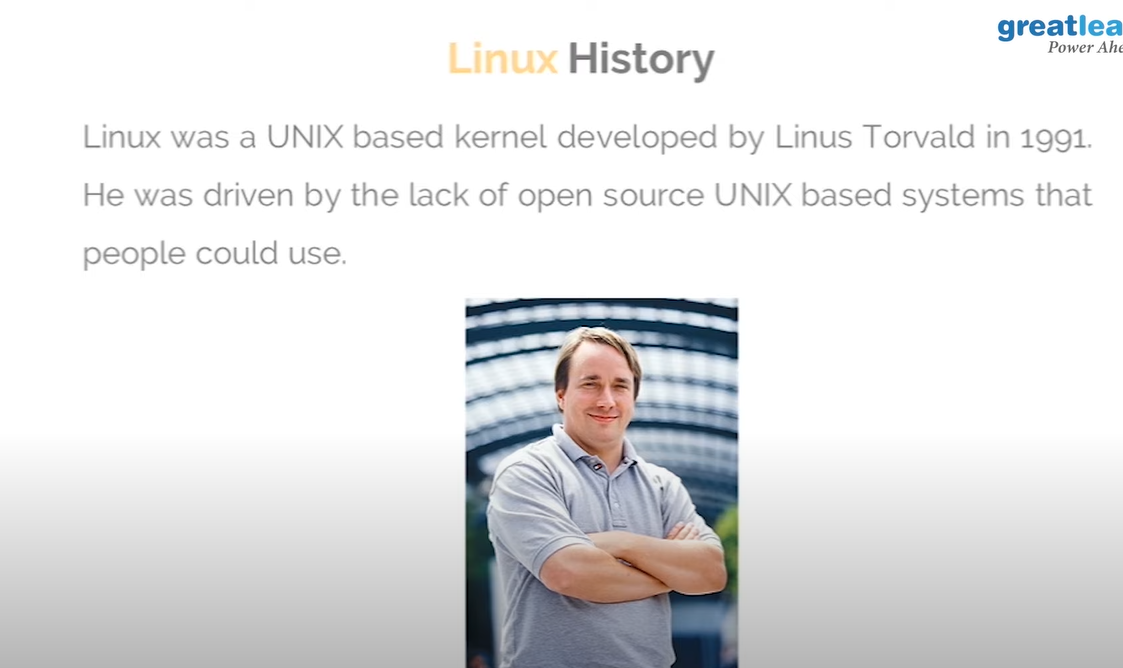 greatlea
Power Ahe
Linux History
Linux was a UNIX based kernel developed by Linus Torvald in 1991.
He was driven by the lack of open source UNIX based systems that
people could use.